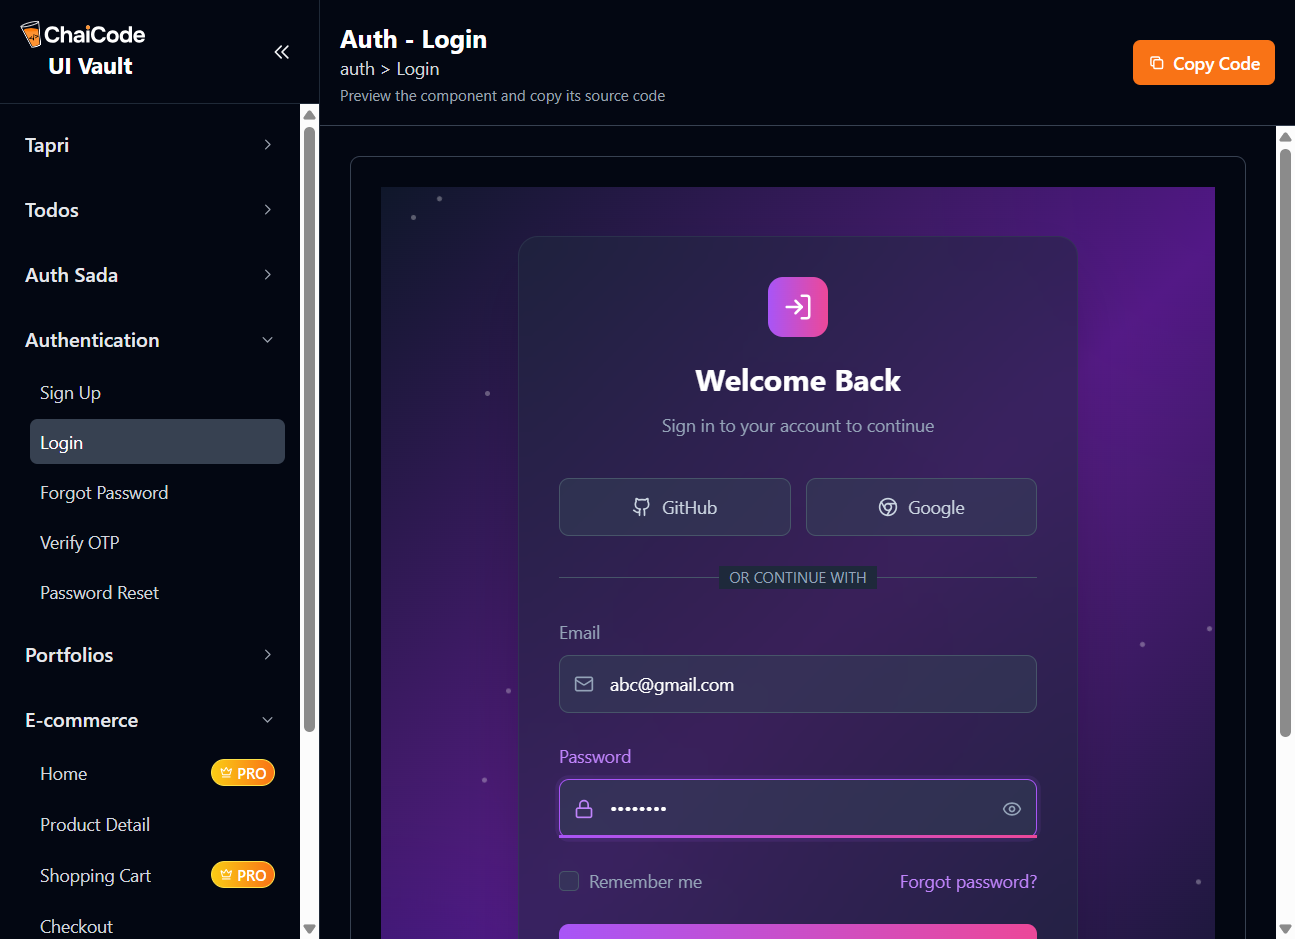 ChaiCode
UI Vault
Tapri
Todos
Auth Sada
Authentication
Sign Up
Login
Forgot Password
Verify OTP
Password Reset
Portfolios
E-commerce
Home
PRO
Product Detail
Shopping Cart
PRO
Checkout
Auth - Login
auth > Login
Preview the component and copy its source code
Copy Code
Welcome Back
Sign in to your account to continue
GitHub
Google
OR CONTINUE WITH
Email
abc@gmail.com
Password
••••••••
Remember me
Forgot password?